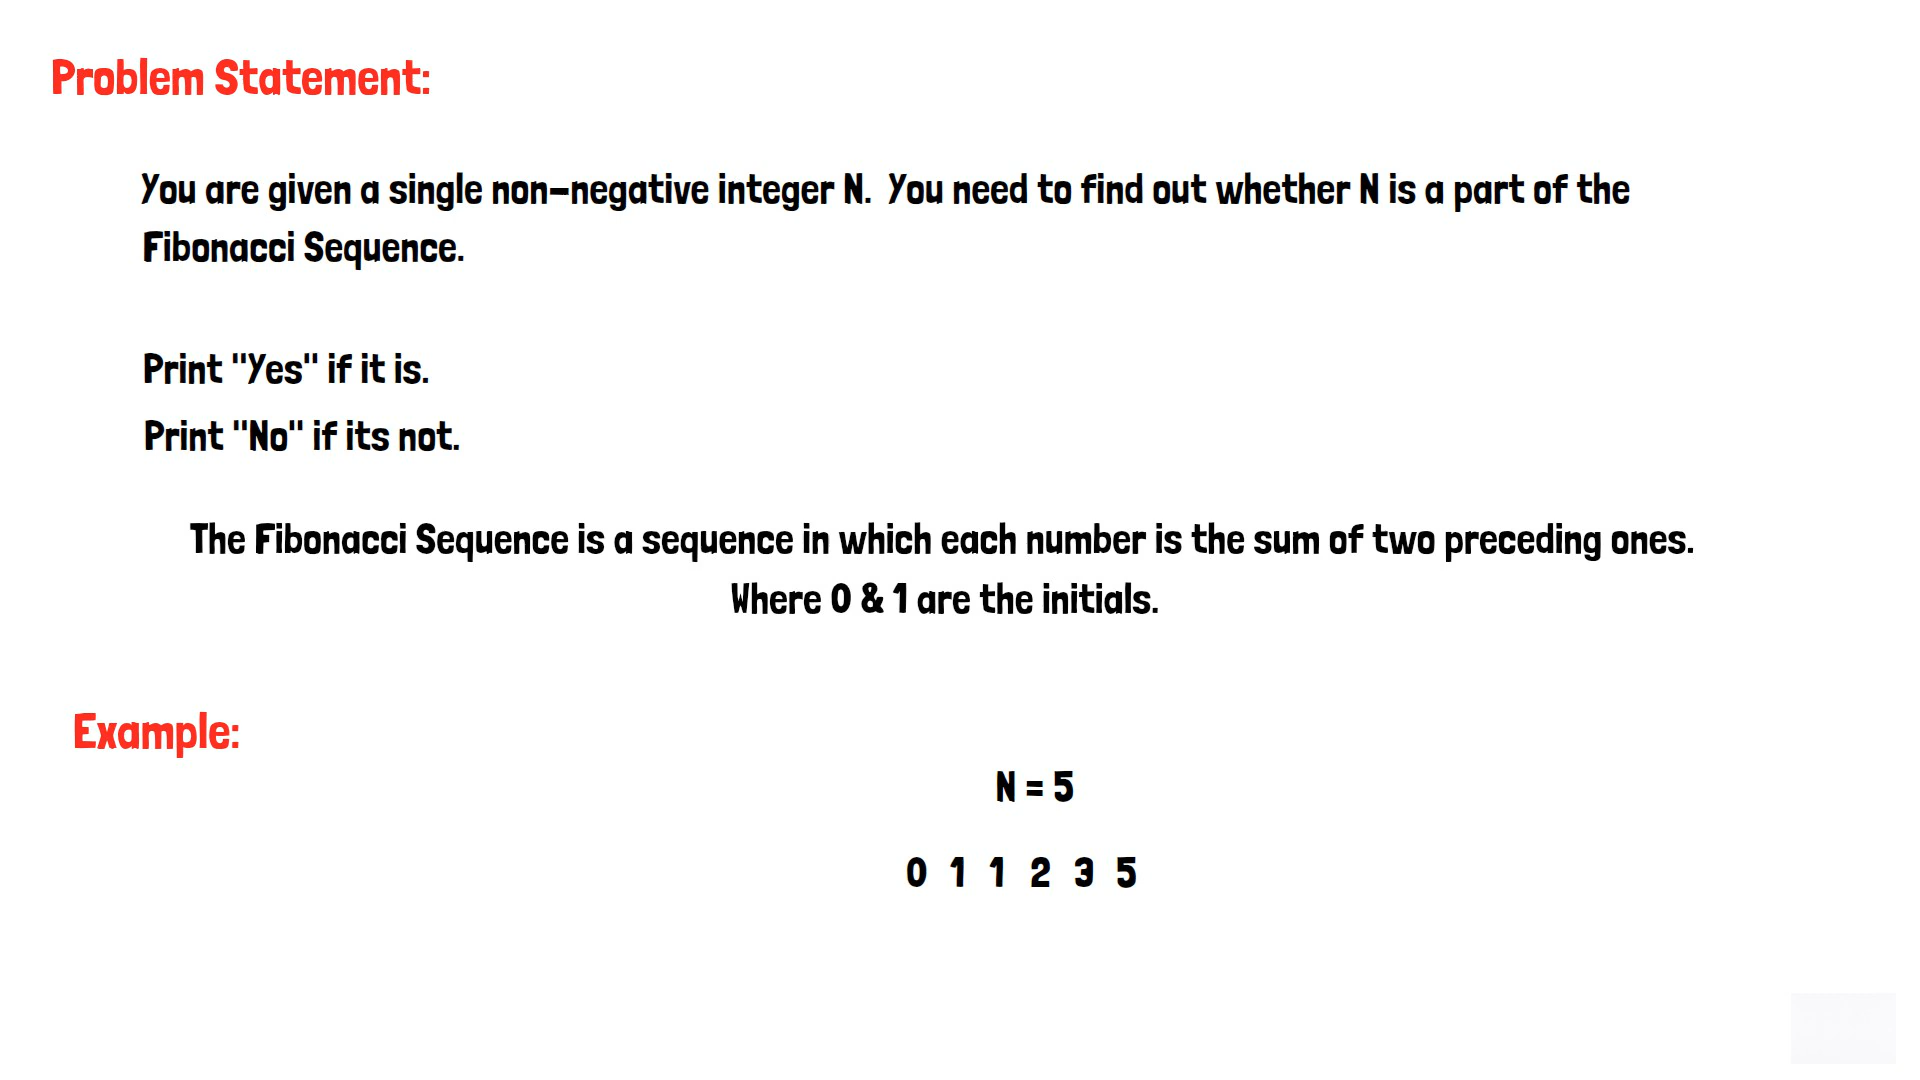 Problem Statement:
You are given a single non-negative integer N. You need to find out whether N is a part of the
Fibonacci Sequence.
Print "Yes" if it is.
Print "No" if its not.
The Fibonacci Sequence is a sequence in which each number is the sum of two preceding ones.
Where 0 & 1 are the initials.
Example:
N = 5
0 1 1 2 3 5